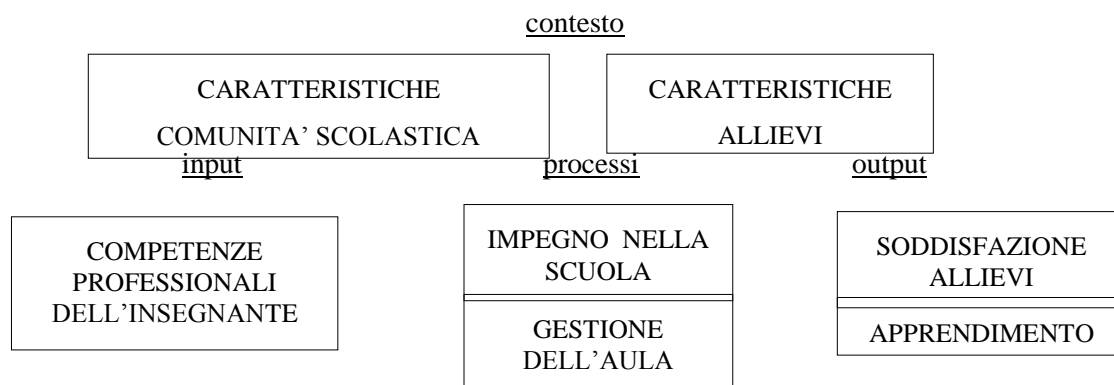 contesto
CARATTERISTICHE
COMUNITA’ SCOLASTICA
CARATTERISTICHE
ALLIEVI
input
processi
output
COMPETENZE
PROFESSIONALI
DELL’INSEGNANTE
IMPEGNO NELLA
SCUOLA
GESTIONE
DELL’AULA
SODDISFAZIONE
ALLIEVI
APPRENDIMENTO